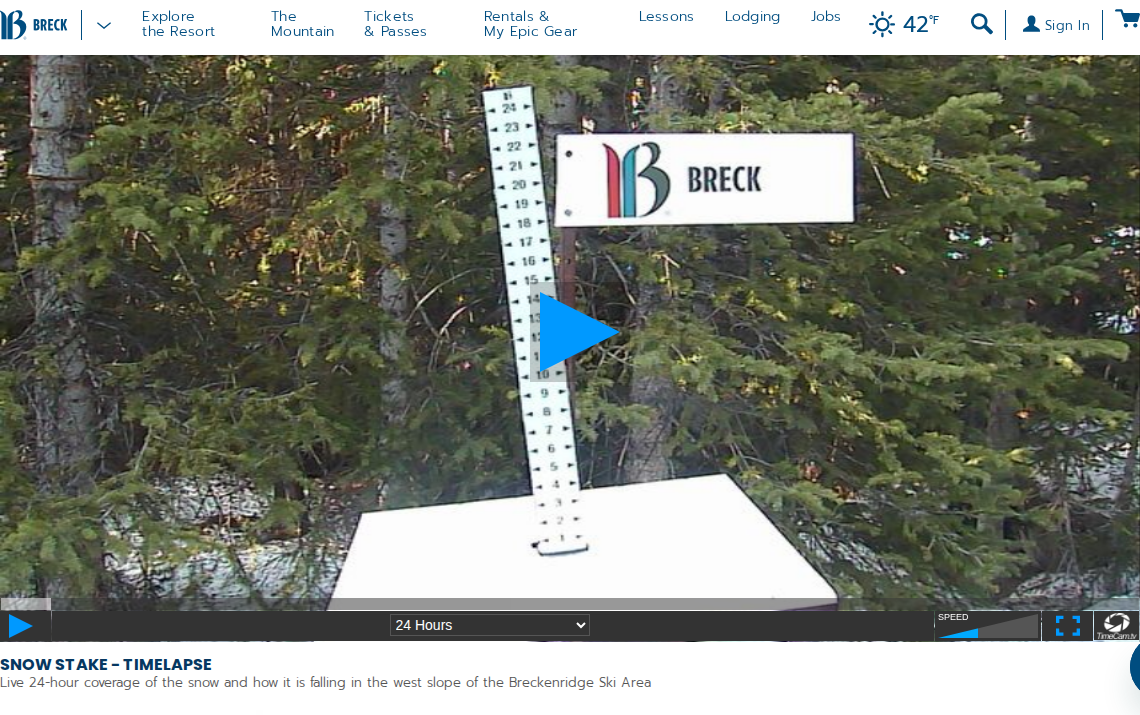 BRECK
Explore
the Resort
The
Mountain
Tickets
& Passes
Rentals &
My Epic Gear
Lessons
Lodging
Jobs
42°F
Sign In
24
23
22
21
20
19
18
17
16
15
14
13
12
10
9
8
7
6
5
4
3
2
1
BRECK
24 Hours
SPEED
TimeCam.tv
SNOW STAKE - TIMELAPSE
Live 24-hour coverage of the snow and how it is falling in the west slope of the Breckenridge Ski Area